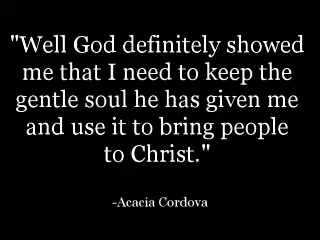 "Well God definitely showed
me that I need to keep the
gentle soul he has given me
and use it to bring people
to Christ."
-Acacia Cordova